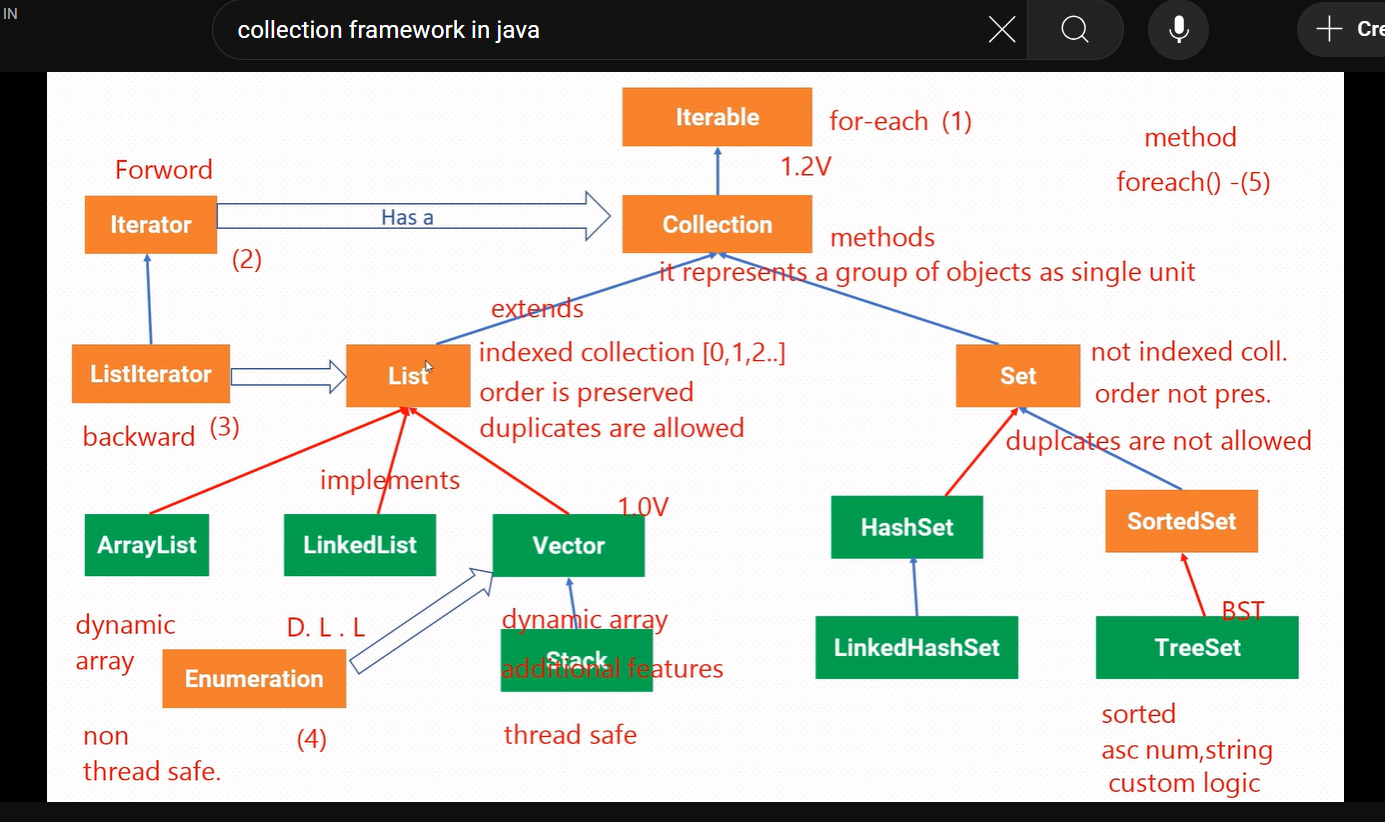 IN
collection framework in java
Cre
Iterable
for-each (1)
method
1.2V
foreach() -(5)
Forword
Iterator
Has a
Collection
(2)
methods
it represents a group of objects as single unit
extends
ListIterator
List
indexed collection [0,1,2..]
order is preserved
duplicates are allowed
Set
not indexed coll.
order not pres.
duplcates are not allowed
backward (3)
implements
1.0V
ArrayList
LinkedList
Vector
HashSet
SortedSet
dynamic
array
D. L . L
dynamic array
Stack
additional features
BST
LinkedHashSet
TreeSet
Enumeration
(4)
non
thread safe.
thread safe
sorted
asc num,string
custom logic